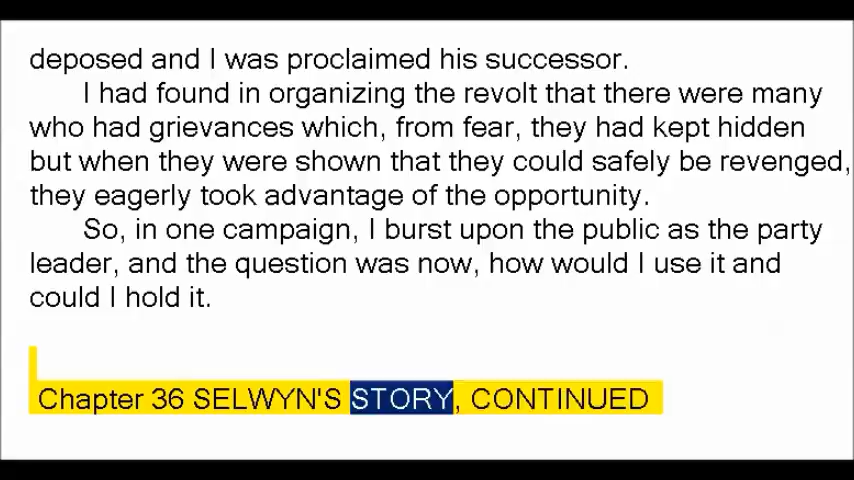 deposed and I was proclaimed his successor.
I had found in organizing the revolt that there were many
who had grievances which, from fear, they had kept hidden
but when they were shown that they could safely be revenged,
they eagerly took advantage of the opportunity.
So, in one campaign, I burst upon the public as the party
leader, and the question was now, how would I use it and
could I hold it.
Chapter 36 SELWYN'S STORY, CONTINUED